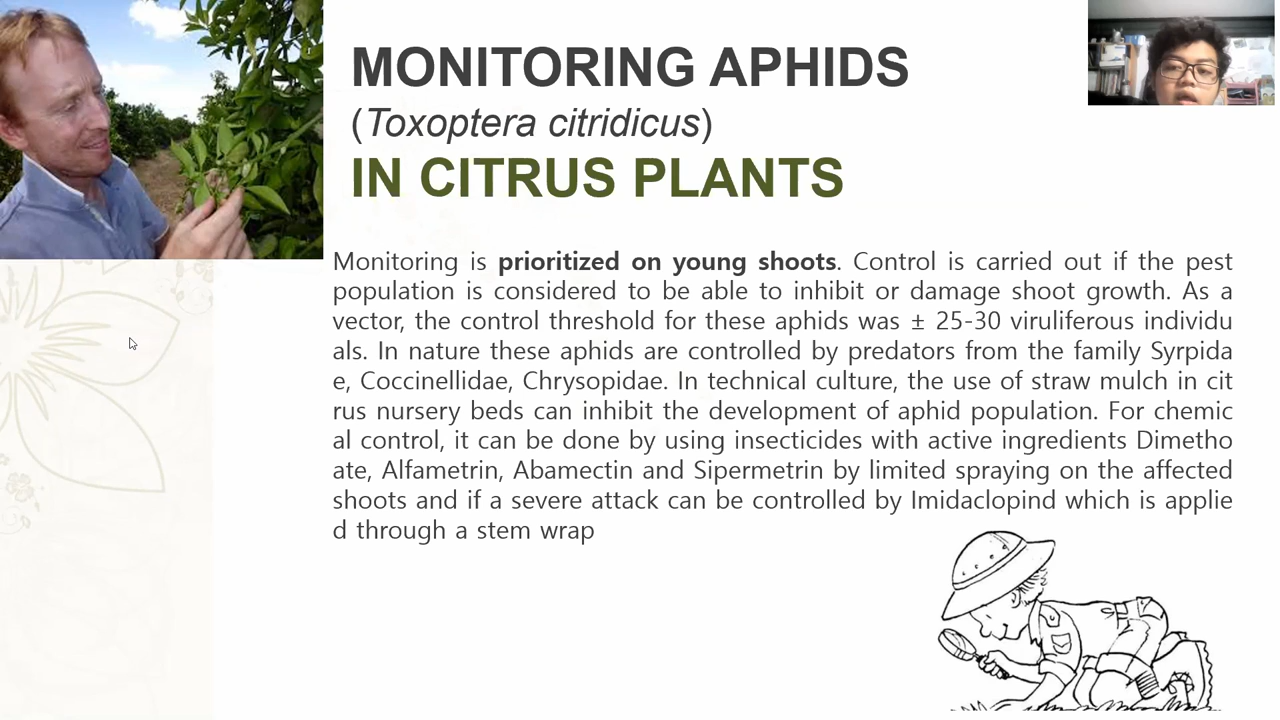 MONITORING APHIDS
(Toxoptera citridicus)
IN CITRUS PLANTS
Monitoring is prioritized on young shoots. Control is carried out if the pest
population is considered to be able to inhibit or damage shoot growth. As a
vector, the control threshold for these aphids was ± 25-30 viruliferous individu
als. In nature these aphids are controlled by predators from the family Syrpida
e, Coccinellidae, Chrysopidae. In technical culture, the use of straw mulch in cit
rus nursery beds can inhibit the development of aphid population. For chemic
al control, it can be done by using insecticides with active ingredients Dimetho
ate, Alfametrin, Abamectin and Sipermetrin by limited spraying on the affected
shoots and if a severe attack can be controlled by Imidaclopind which is applie
d through a stem wrap